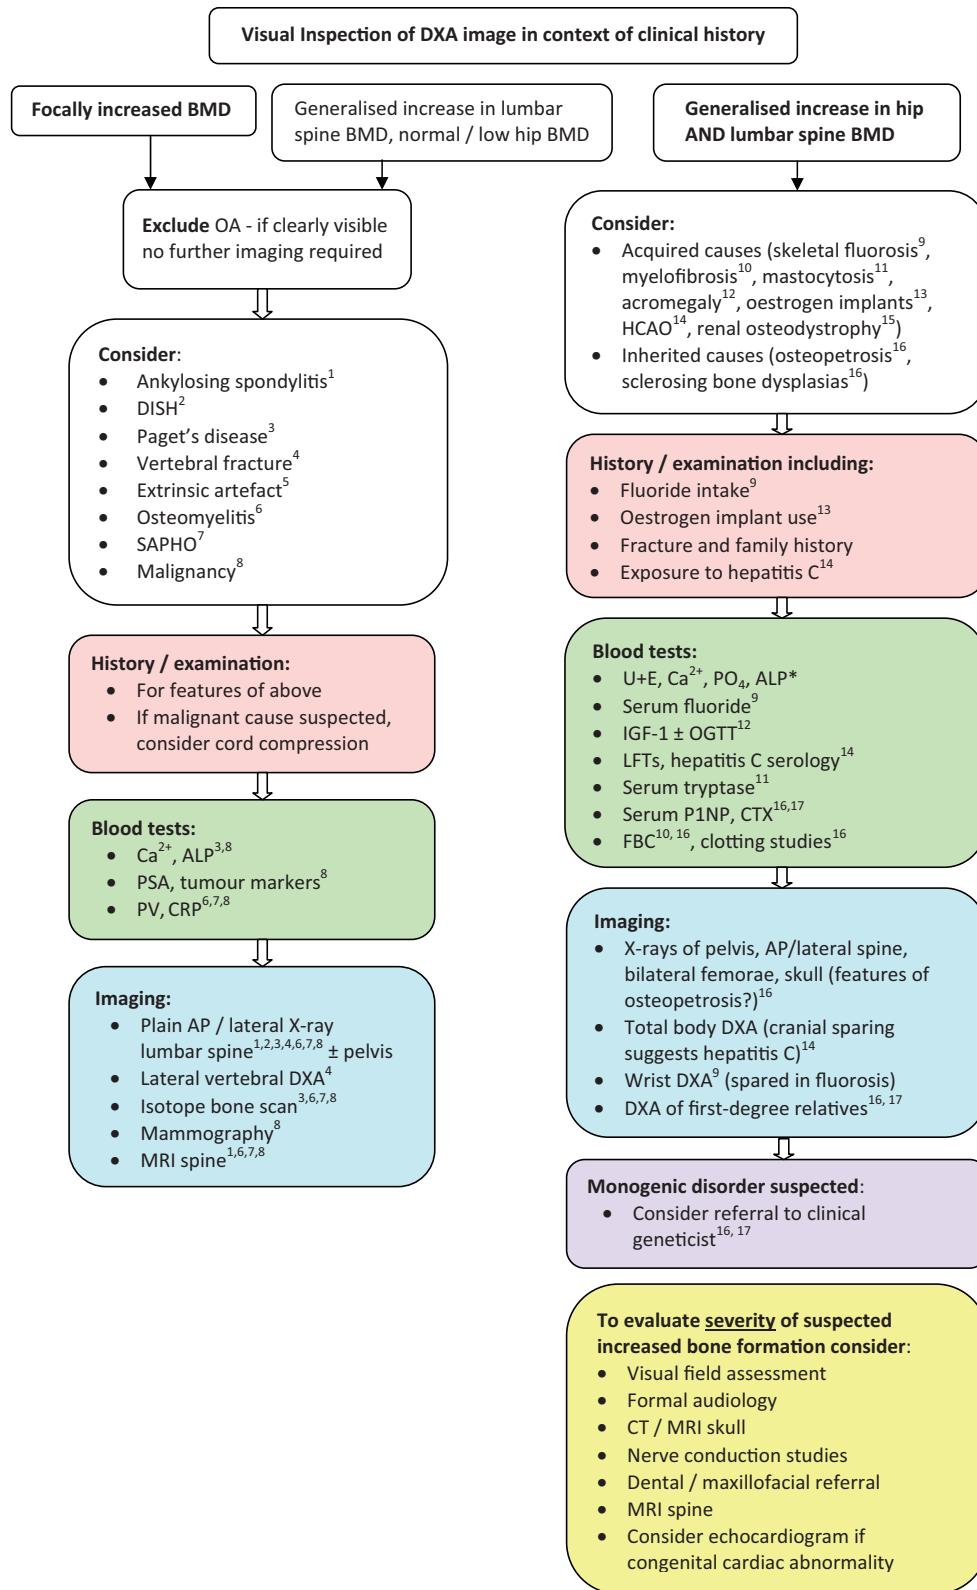 Visual Inspection of DXA image in context of clinical history
Focally increased BMD
Generalised increase in lumbar
spine BMD, normal / low hip BMD
Exclude OA - if clearly visible
no further imaging required
Consider:
• Ankylosing spondylitis1
• DISH2
• Paget's disease3
• Vertebral fracture4
• Extrinsic artefact5
• Osteomyelitis6
• SAPHO7
• Malignancy8
History / examination:
• For features of above
• If malignant cause suspected,
consider cord compression
Blood tests:
• Ca2+, ALP3,8
• PSA, tumour markers8
• PV, CRP6,7,8
Imaging:
• Plain AP / lateral X-ray
lumbar spine1,2,3,4,6,7,8 ± pelvis
• Lateral vertebral DXA4
• Isotope bone scan3,6,7,8
• Mammography8
• MRI spine1,6,7,8
Generalised increase in hip
AND lumbar spine BMD
Consider:
• Acquired causes (skeletal fluorosis9,
myelofibrosis10, mastocytosis11,
acromegaly12, oestrogen implants13,
HCAO14, renal osteodystrophy15)
• Inherited causes (osteopetrosis16,
sclerosing bone dysplasias16)
History / examination including:
• Fluoride intake9
• Oestrogen implant use13
• Fracture and family history
• Exposure to hepatitis C14
Blood tests:
• U+E, Ca2+, PO4, ALP*
• Serum fluoride9
• IGF-1 ± OGTT12
• LFTs, hepatitis C serology14
• Serum tryptase11
• Serum P1NP, CTX16,17
• FBC10, 16, clotting studies16
Imaging:
• X-rays of pelvis, AP/lateral spine,
bilateral femorae, skull (features of
osteopetrosis?)16
• Total body DXA (cranial sparing
suggests hepatitis C)14
• Wrist DXA9 (spared in fluorosis)
• DXA of first-degree relatives16, 17
Monogenic disorder suspected:
• Consider referral to clinical
geneticist16, 17
To evaluate severity of suspected
increased bone formation consider:
• Visual field assessment
• Formal audiology
• CT / MRI skull
• Nerve conduction studies
• Dental / maxillofacial referral
• MRI spine
• Consider echocardiogram if
congenital cardiac abnormality